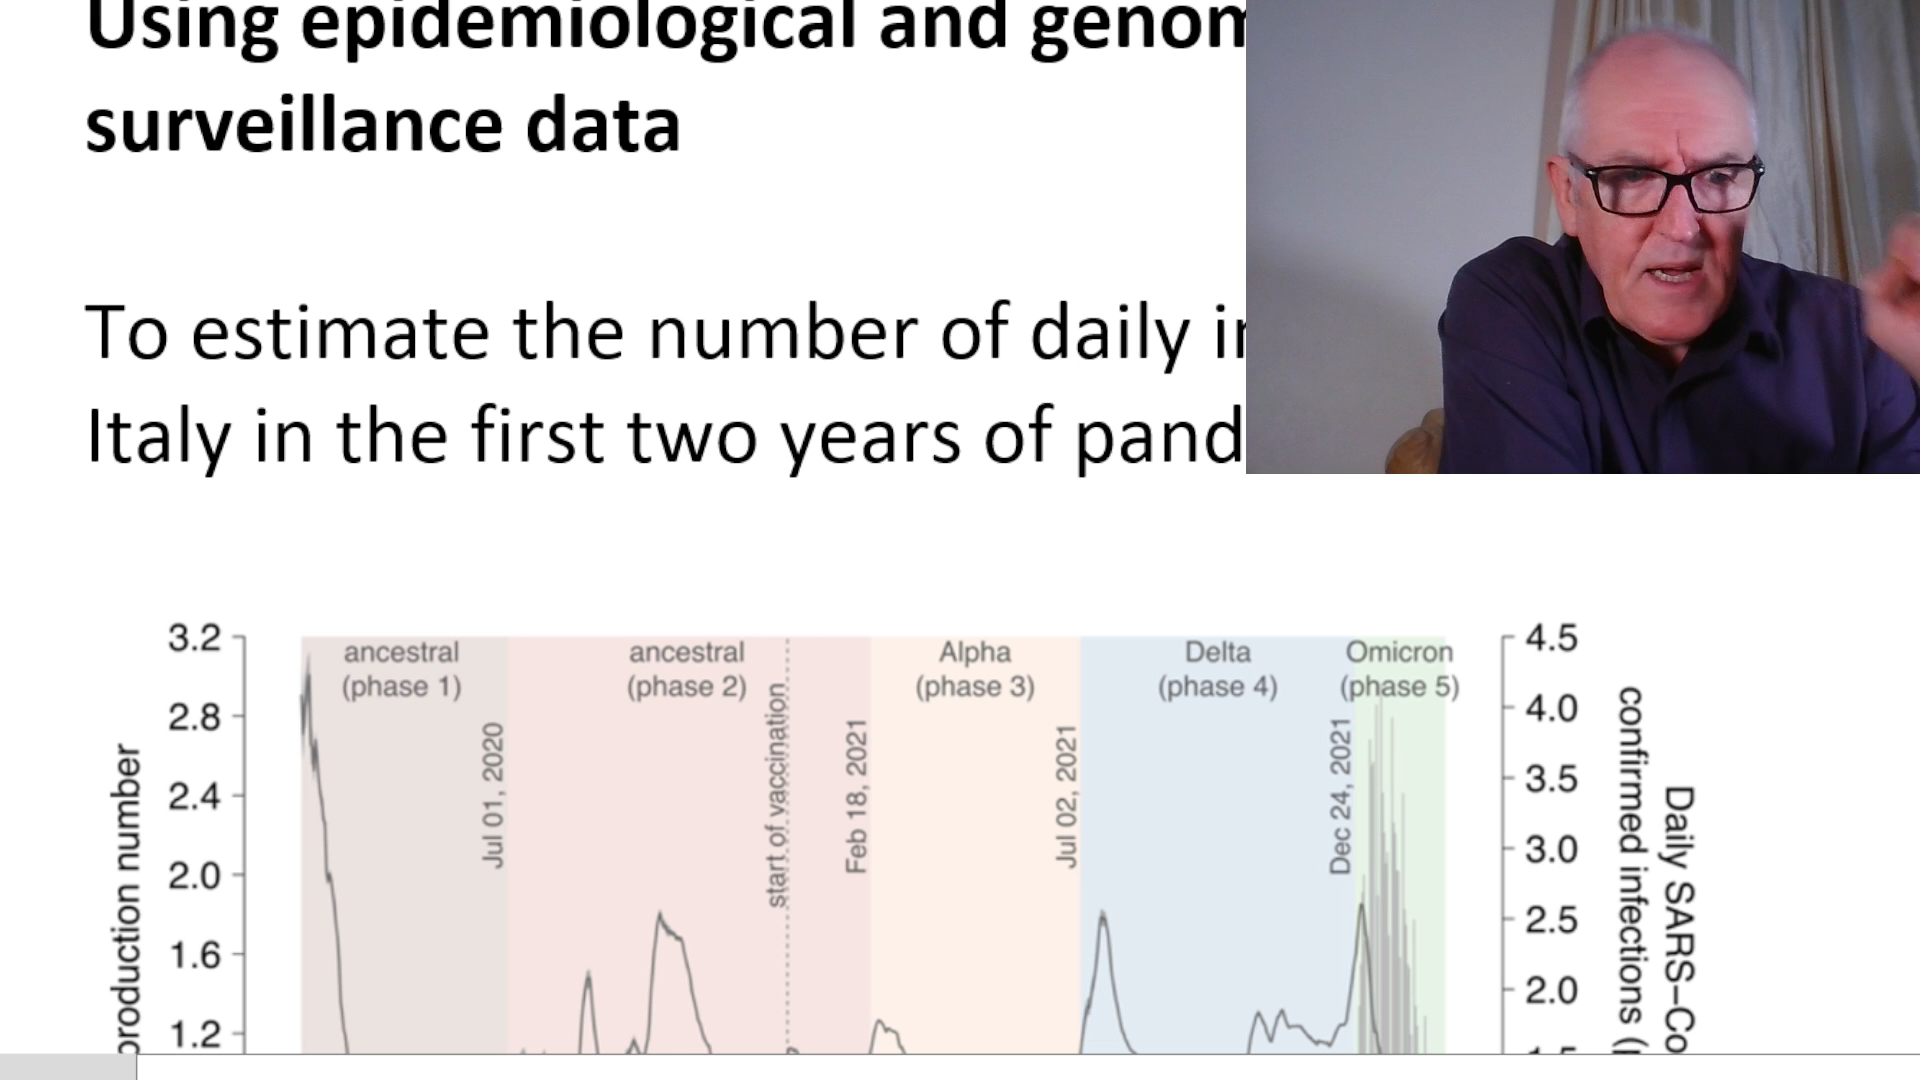 Using epidemiological and genom
surveillance data
To estimate the number of daily in
Italy in the first two years of pand
3.2
2.8
2.4
2.0
1.6
1.2
production number
ancestral
(phase 1)
Jul 01, 2020
ancestral
(phase 2)
start of vaccination
Feb 18, 2021
Alpha
(phase 3)
Jul 02, 2021
Delta
(phase 4)
Dec 24, 2021
Omicron
(phase 5)
4.5
4.0
3.5
3.0
2.5
2.0
Daily SARS–Co
confirmed infections (